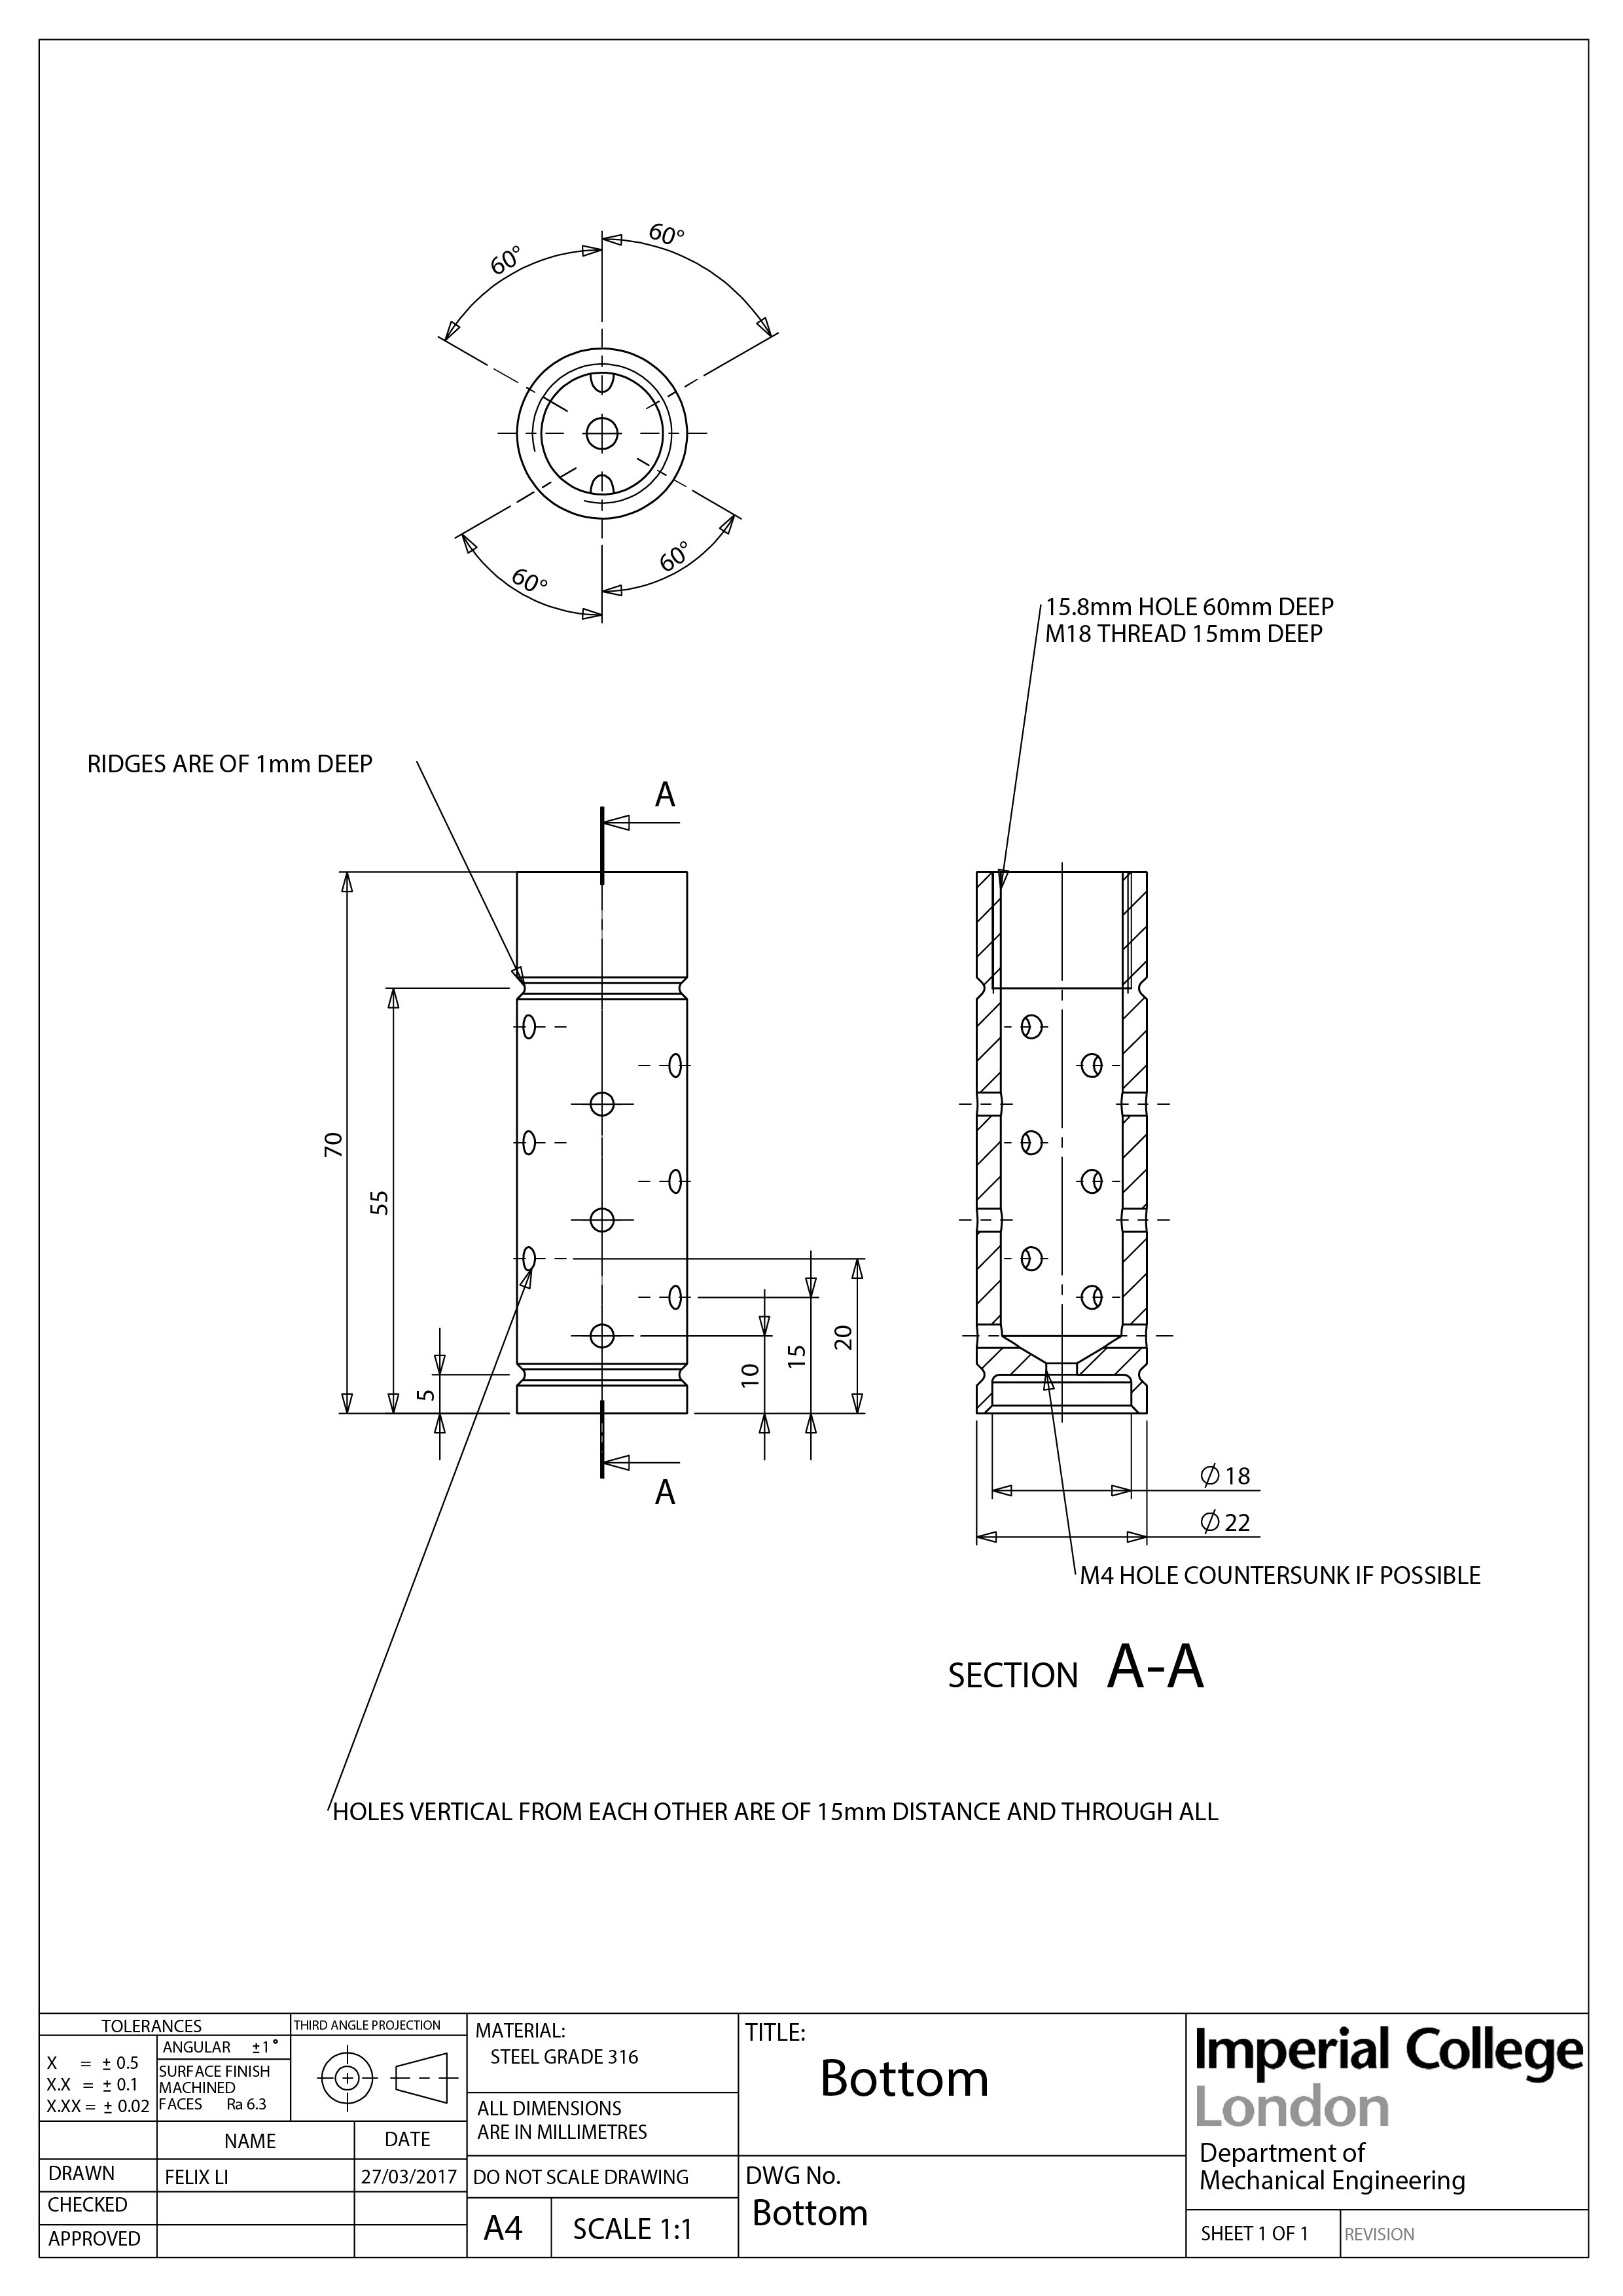 60°
60°
60°
60°
15.8mm HOLE 60mm DEEP
M18 THREAD 15mm DEEP
RIDGES ARE OF 1mm DEEP
A
70
55
5
10
15
20
A
⌀ 18
⌀ 22
M4 HOLE COUNTERSUNK IF POSSIBLE
SECTION A-A
HOLES VERTICAL FROM EACH OTHER ARE OF 15mm DISTANCE AND THROUGH ALL
TOLERANCES
X = ± 0.5
X.X = ± 0.1
X.XX = ± 0.02
ANGULAR ±1°
SURFACE FINISH
MACHINED
FACES Ra 6.3
THIRD ANGLE PROJECTION
NAME
DATE
DRAWN
FELIX LI
27/03/2017
CHECKED
APPROVED
MATERIAL:
STEEL GRADE 316
ALL DIMENSIONS
ARE IN MILLIMETRES
DO NOT SCALE DRAWING
A4
SCALE 1:1
TITLE:
Bottom
DWG No.
Bottom
Imperial College
London
Department of
Mechanical Engineering
SHEET 1 OF 1
REVISION